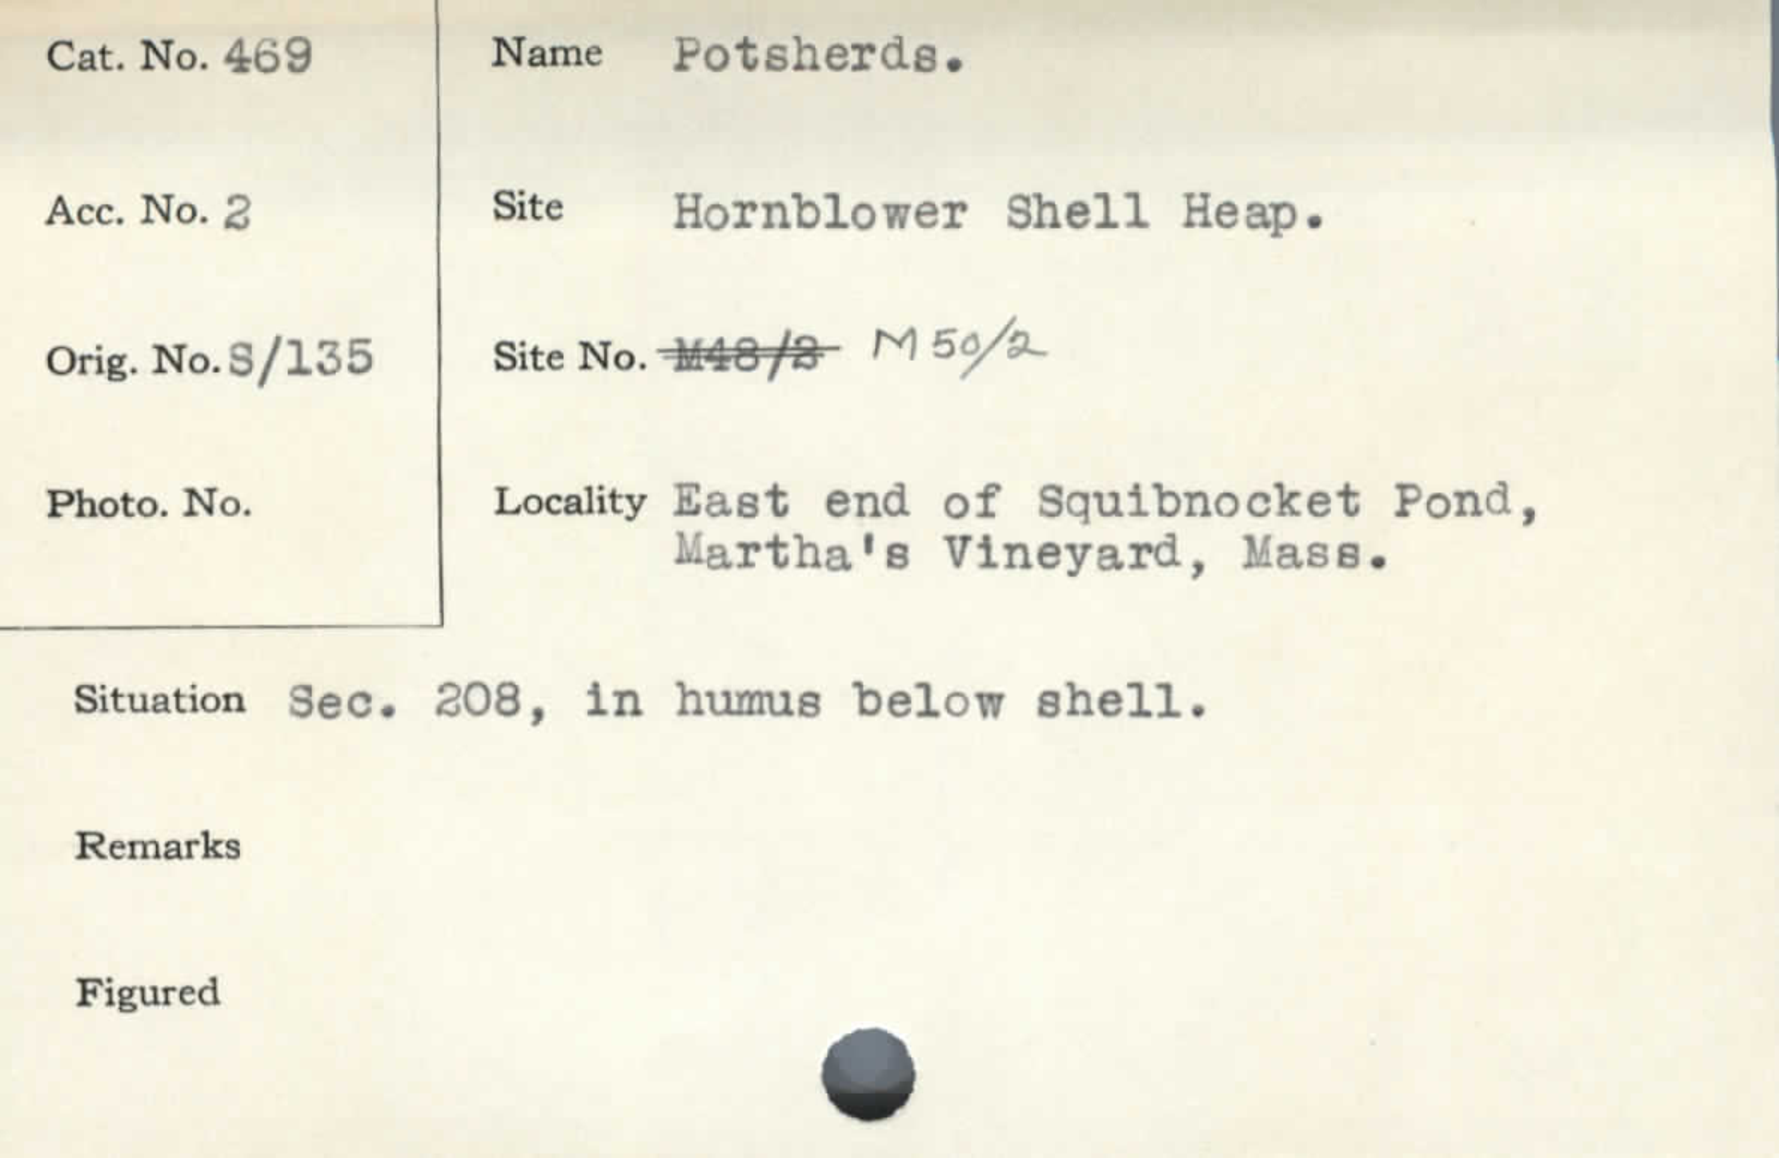 Cat. No. 469
Name Potsherds.
Acc. No. 2
Site Hornblower Shell Heap.
Orig. No. S/135
Site No. M48/2 M50/2
Photo. No.
Locality East end of Squibnocket Pond,
Martha's Vineyard, Mass.
Situation Sec. 208, in humus below shell.
Remarks
Figured